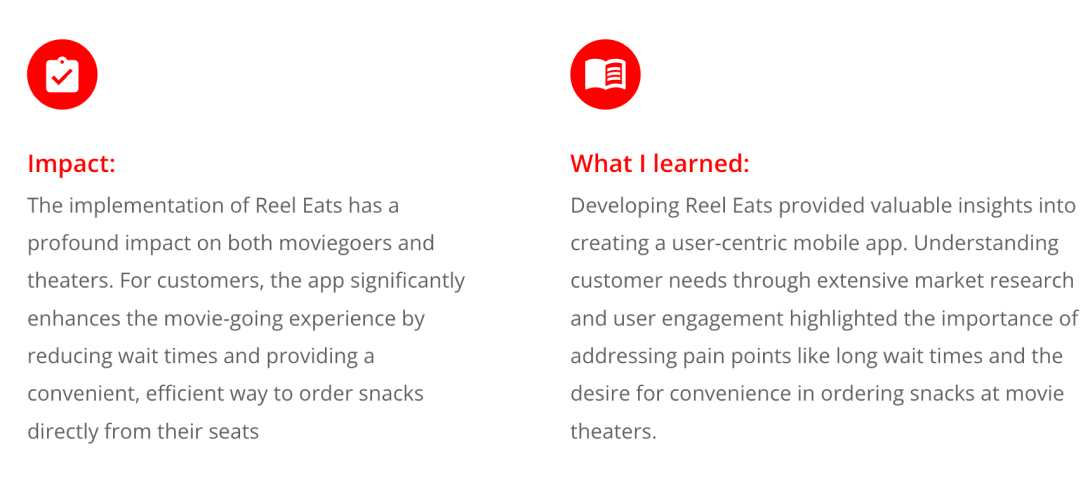 Impact:
The implementation of Reel Eats has a
profound impact on both moviegoers and
theaters. For customers, the app significantly
enhances the movie-going experience by
reducing wait times and providing a
convenient, efficient way to order snacks
directly from their seats
What I learned:
Developing Reel Eats provided valuable insights into
creating a user-centric mobile app. Understanding
customer needs through extensive market research
and user engagement highlighted the importance of
addressing pain points like long wait times and the
desire for convenience in ordering snacks at movie
theaters.